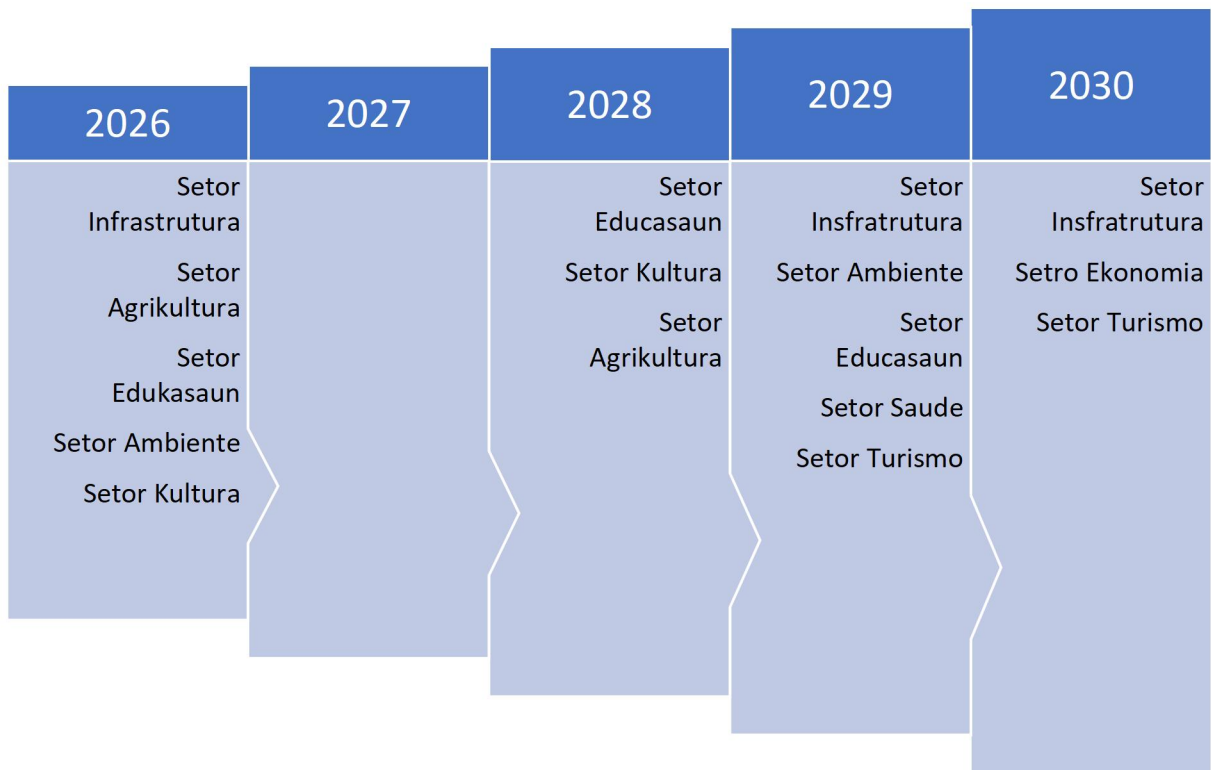 2026
Setor
Infrastrutura
Setor
Agrikultura
Setor
Edukasaun
Setor Ambiente
Setor Kultura
2027
2028
Setor
Educasaun
Setor Kultura
Setor
Agrikultura
2029
Setor
Insfratrutura
Setor Ambiente
Setor
Educasaun
Setor Saude
Setor Turismo
2030
Setor
Insfratrutura
Setro Ekonomia
Setor Turismo